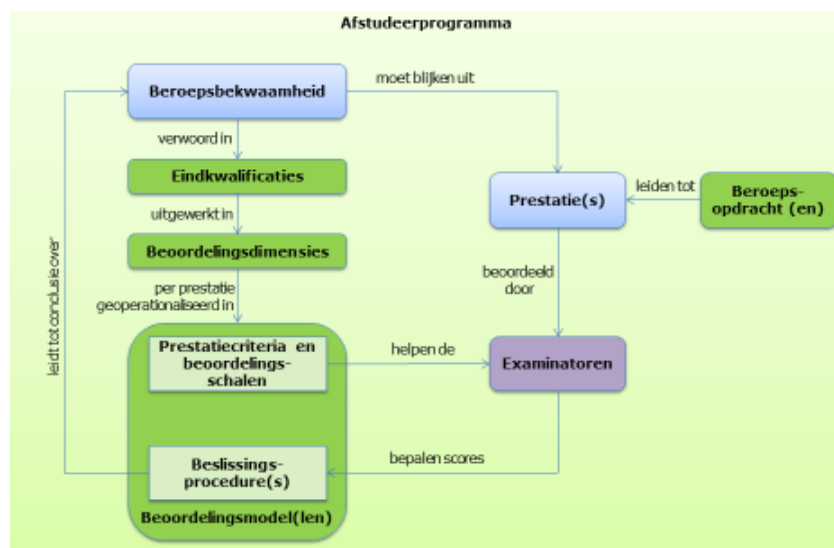 Afstudeerprogramma
Beroepsbekwaamheid
moet blijken uit
verwoord in
Eindkwalificaties
uitgewerkt in
Beoordelingsdimensies
per prestatie
geoperationaliseerd in
Prestatiecriteria en
beoordelings-
schalen
helpen de
Prestatie(s)
leiden tot
Beroeps-
opdracht (en)
beoordeeld
door
Examinatoren
bepalen scores
Beslissings-
procedure(s)
Beoordelingsmodel(len)
leidt tot conclusie over